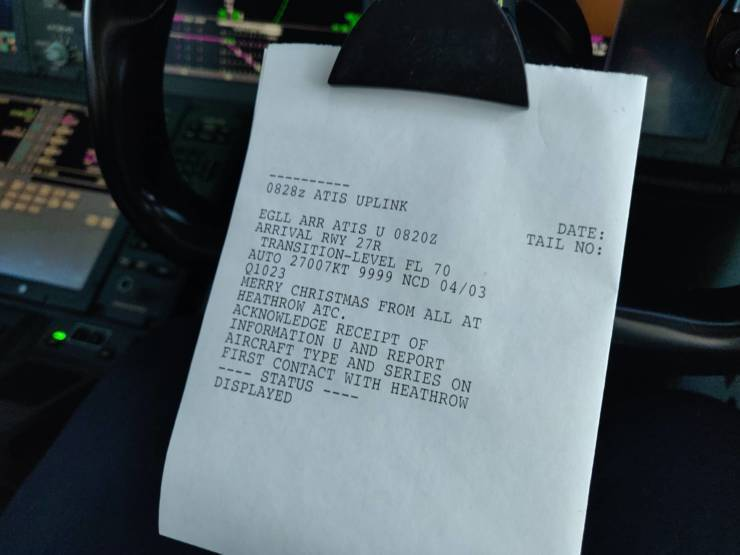 ----------
0828z ATIS UPLINK
DATE:
TAIL NO:
EGLL ARR ATIS U 0820Z
ARRIVAL RWY 27R
TRANSITION-LEVEL FL 70
AUTO 27007KT 9999 NCD 04/03
Q1023
MERRY CHRISTMAS FROM ALL AT
HEATHROW ATC.
ACKNOWLEDGE RECEIPT OF
INFORMATION U AND REPORT
AIRCRAFT TYPE AND SERIES ON
FIRST CONTACT WITH HEATHROW
---- STATUS ----
DISPLAYED